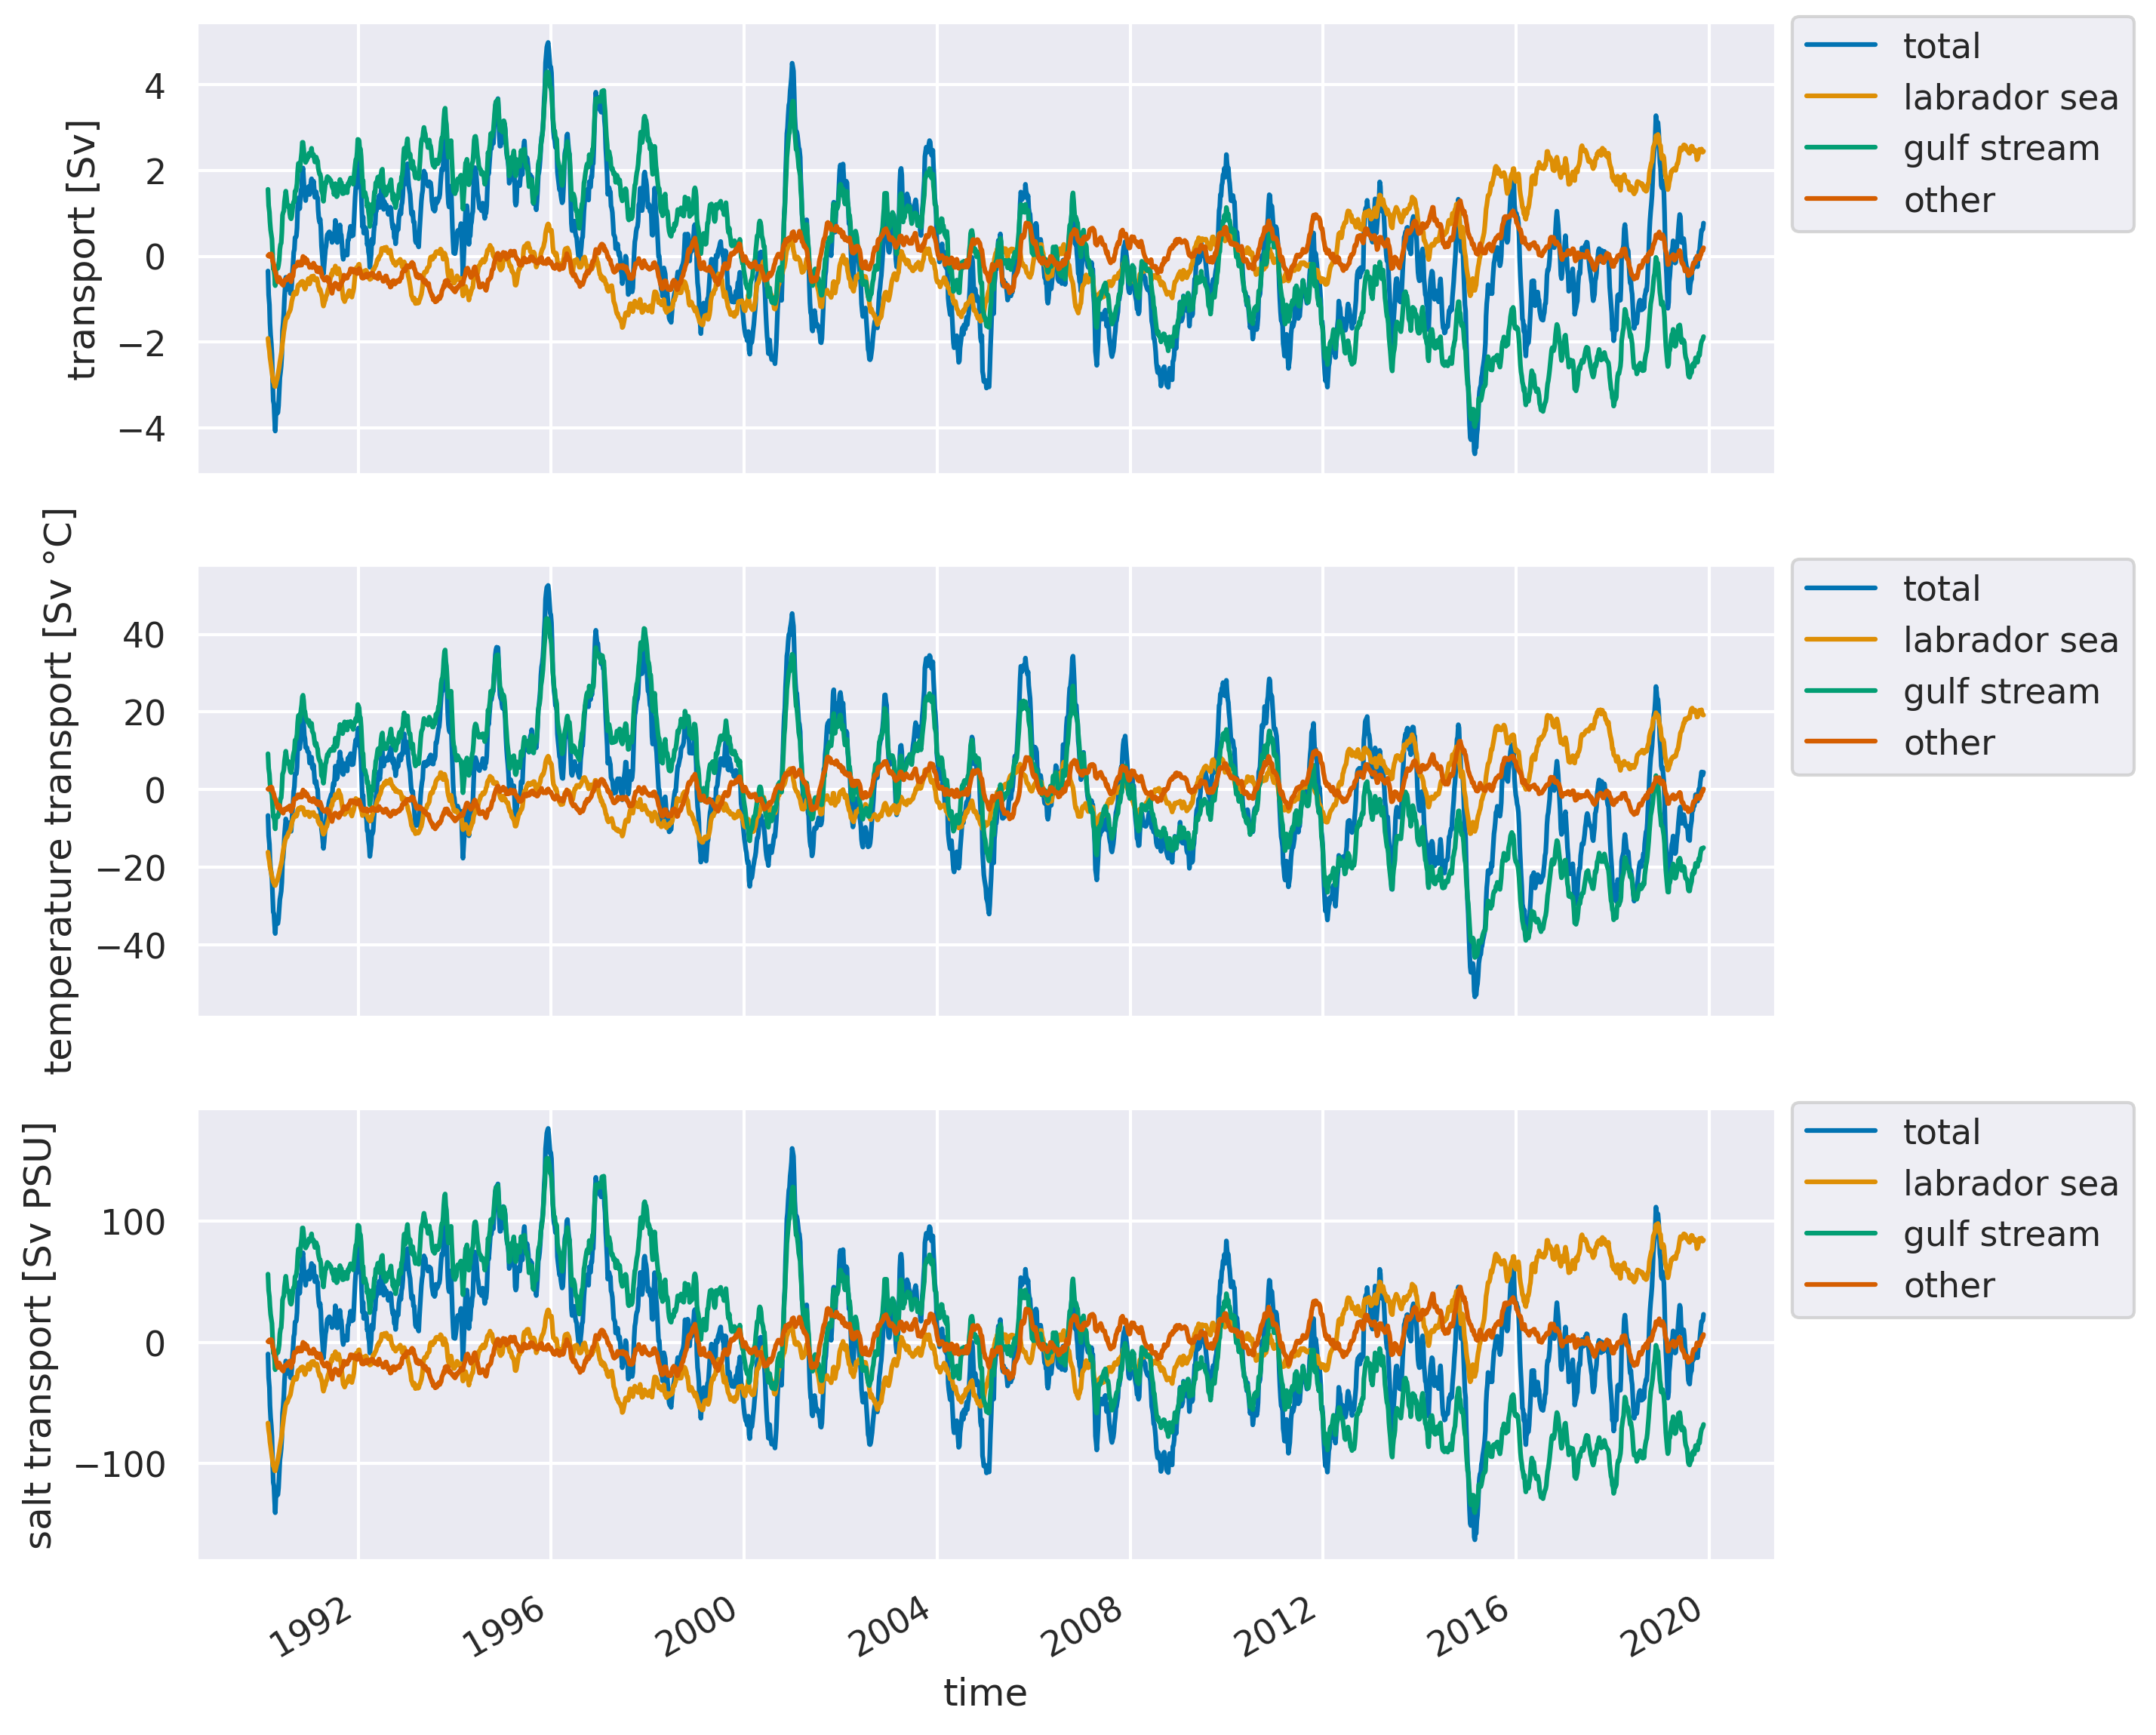 transport [Sv]
4
2
0
−2
−4
total
labrador sea
gulf stream
other
temperature transport [Sv °C]
40
20
0
−20
−40
total
labrador sea
gulf stream
other
salt transport [Sv PSU]
100
0
−100
total
labrador sea
gulf stream
other
1992 1996 2000 2004 2008 2012 2016 2020
time